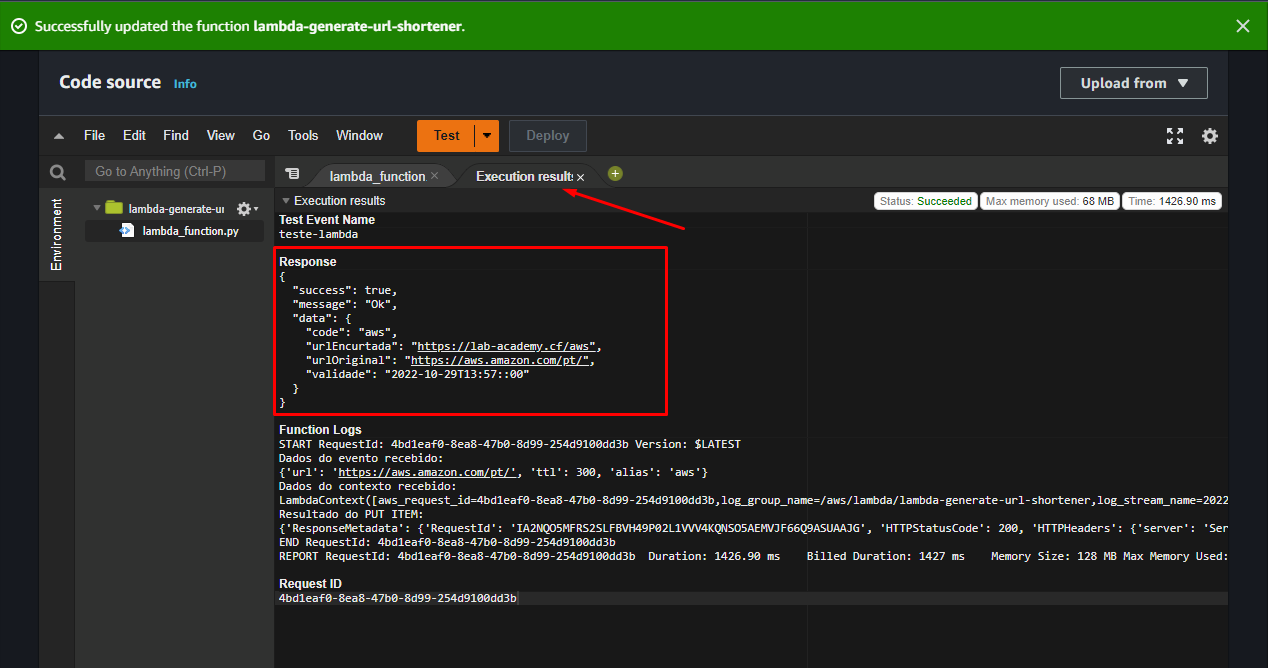 Successfully updated the function lambda-generate-url-shortener.
Code source Info
Upload from
File Edit Find View Go Tools Window Test Deploy
Go to Anything (Ctrl-P)
lambda_function
Execution results
Environment
lambda-generate-ur
lambda_function.py
Execution results
Status: Succeeded Max memory used: 68 MB Time: 1426.90 ms
Test Event Name
teste-lambda
Response
{
  "success": true,
  "message": "Ok",
  "data": {
    "code": "aws",
    "urlEncurtada": "https://lab-academy.cf/aws",
    "urlOriginal": "https://aws.amazon.com/pt/",
    "validade": "2022-10-29T13:57::00"
  }
}
Function Logs
START RequestId: 4bd1eaf0-8ea8-47b0-8d99-254d9100dd3b Version: $LATEST
Dados do evento recebido:
{'url': 'https://aws.amazon.com/pt/', 'ttl': 300, 'alias': 'aws'}
Dados do contexto recebido:
LambdaContext([aws_request_id=4bd1eaf0-8ea8-47b0-8d99-254d9100dd3b,log_group_name=/aws/lambda/lambda-generate-url-shortener,log_stream_name=2022
Resultado do PUT ITEM:
{'ResponseMetadata': {'RequestId': 'IA2NQO5MFRS2SLFBVH49P02L1VVV4KQNSO5AEMVJF66Q9ASUAAJG', 'HTTPStatusCode': 200, 'HTTPHeaders': {'server': 'Ser
END RequestId: 4bd1eaf0-8ea8-47b0-8d99-254d9100dd3b
REPORT RequestId: 4bd1eaf0-8ea8-47b0-8d99-254d9100dd3b Duration: 1426.90 ms Billed Duration: 1427 ms Memory Size: 128 MB Max Memory Used:
Request ID
4bd1eaf0-8ea8-47b0-8d99-254d9100dd3b